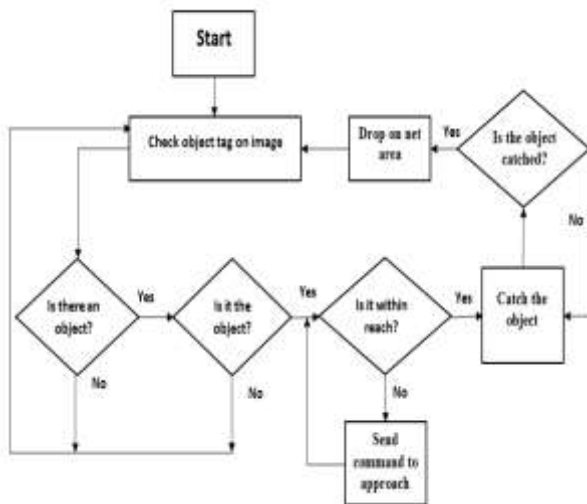 Start
Check object tag on image
Drop on net
area
Yes
Is the object
catched?
No
Is there an
object?
Yes
Is it the
object?
Yes
Is it within
reach?
Yes
Catch the
object
No
No
No
Send
command to
approach